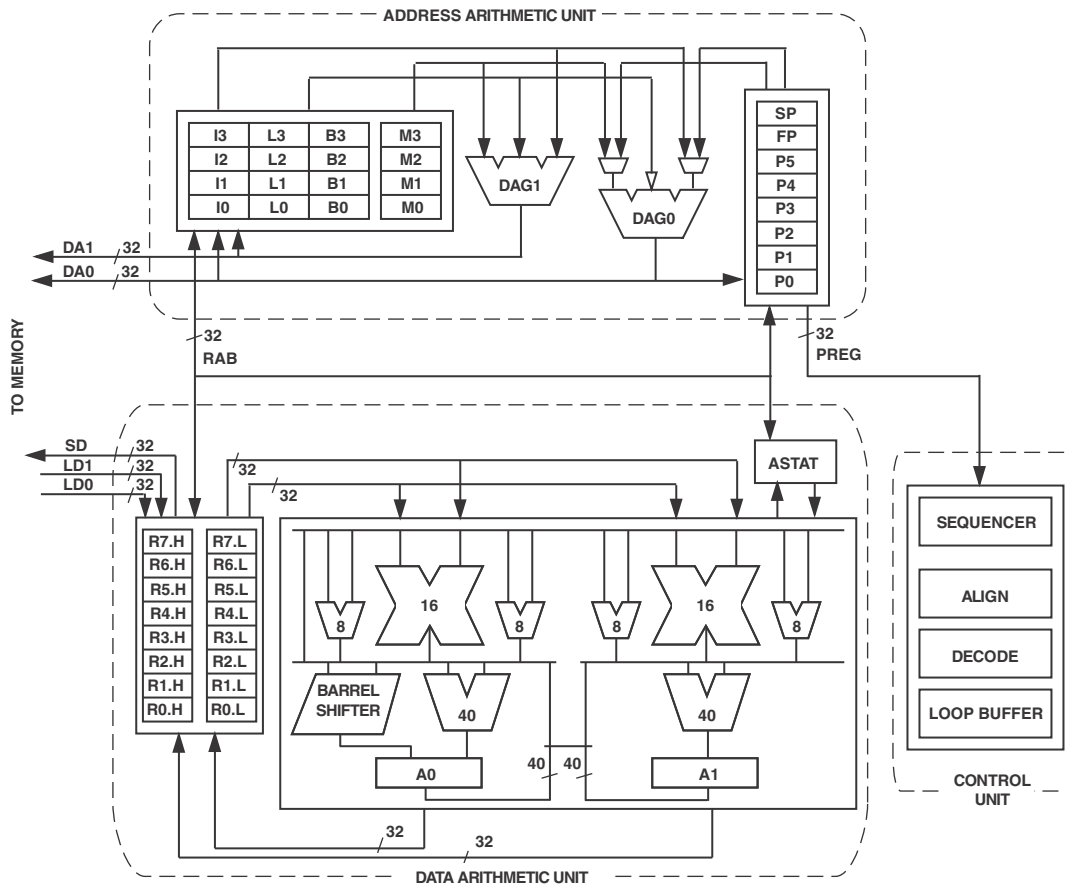 ADDRESS ARITHMETIC UNIT
I3 L3 B3 M3
I2 L2 B2 M2
I1 L1 B1 M1
I0 L0 B0 M0
DAG1
DAG0
SP
FP
P5
P4
P3
P2
P1
P0
DA1 32
DA0 32
32
RAB
32
PREG
TO MEMORY
SD 32
LD1 32
LD0 32
32
32
ASTAT
R7.H R7.L
R6.H R6.L
R5.H R5.L
R4.H R4.L
R3.H R3.L
R2.H R2.L
R1.H R1.L
R0.H R0.L
8 16 8 8 16 8
BARREL
SHIFTER
40
40
A0
40 40
A1
32
32
DATA ARITHMETIC UNIT
SEQUENCER
ALIGN
DECODE
LOOP BUFFER
CONTROL
UNIT